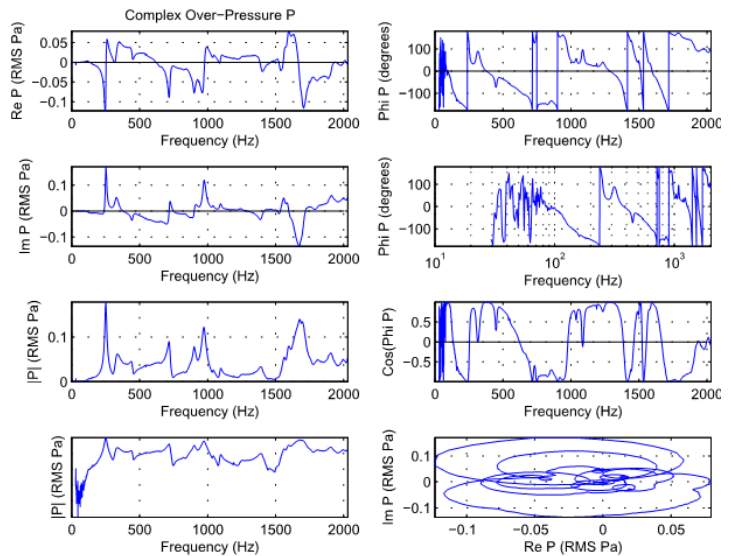 Complex Over−Pressure P
Re P (RMS Pa)
0.05
0
−0.05
−0.1
0 500 1000 1500 2000
Frequency (Hz)
Phi P (degrees)
100
0
−100
0 500 1000 1500 2000
Frequency (Hz)
Im P (RMS Pa)
0.1
0
−0.1
0 500 1000 1500 2000
Frequency (Hz)
Phi P (degrees)
100
0
−100
10^1 10^2 10^3
Frequency (Hz)
|P| (RMS Pa)
0.1
0
0 500 1000 1500 2000
Frequency (Hz)
Cos(Phi P)
0.5
0
−0.5
0 500 1000 1500 2000
Frequency (Hz)
|P| (RMS Pa)
0 500 1000 1500 2000
Frequency (Hz)
Im P (RMS Pa)
0.1
0
−0.1
−0.1 −0.05 0 0.05
Re P (RMS Pa)